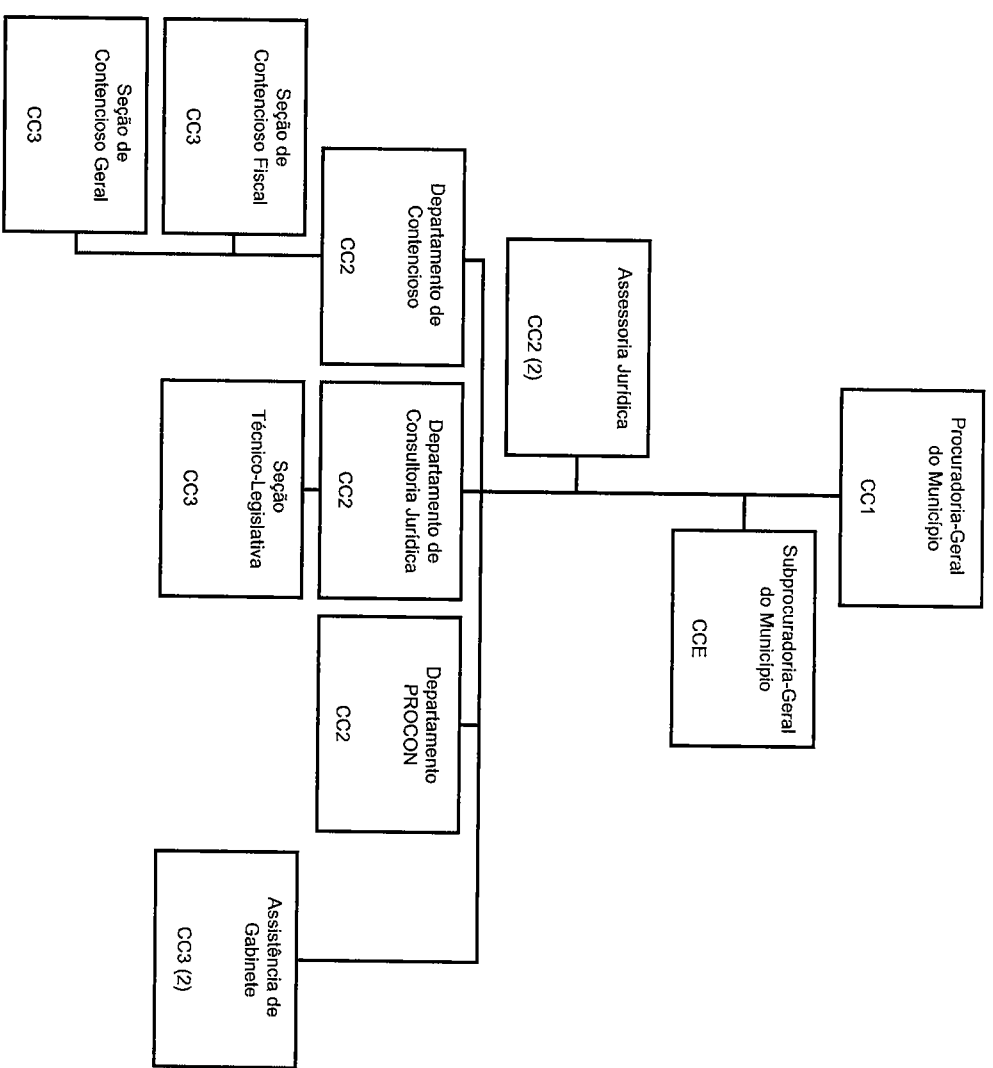 Procuradoria-Geral
do Município
CC1
Subprocuradoria-Geral
do Município
CCE
Assessoria Jurídica
CC2 (2)
Departamento de
Contencioso
CC2
Departamento de
Consultoria Jurídica
CC2
Departamento
PROCON
CC2
Assistência de
Gabinete
CC3 (2)
Seção de
Contencioso Fiscal
CC3
Seção
Técnico-Legislativa
CC3
Seção de
Contencioso Geral
CC3